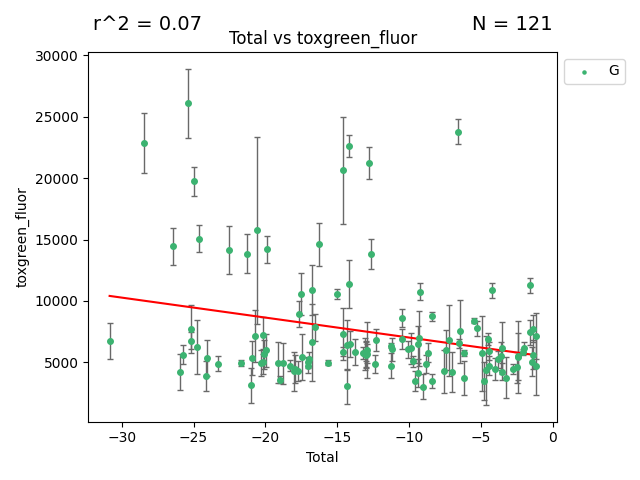 r^2 = 0.07
N = 121
Total vs toxgreen_fluor
G
30000
25000
20000
15000
10000
5000
toxgreen_fluor
−30 −25 −20 −15 −10 −5 0
Total